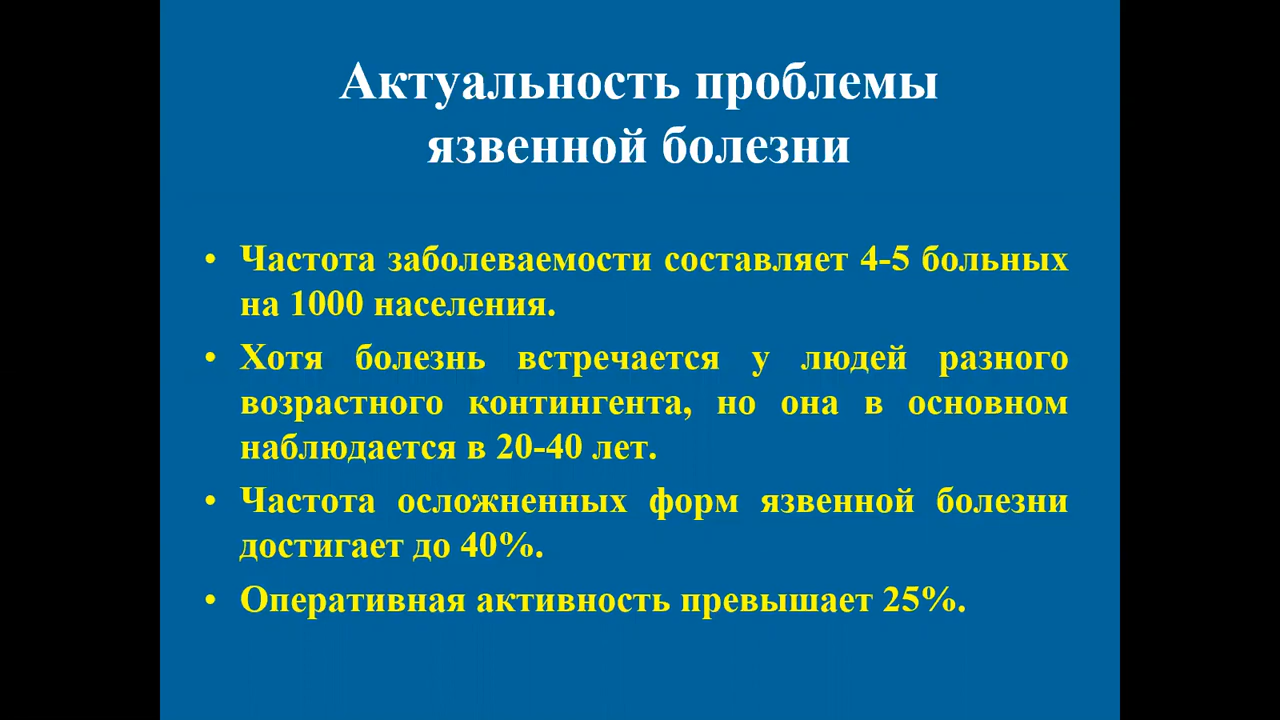 Актуальность проблемы
язвенной болезни
• Частота заболеваемости составляет 4-5 больных
на 1000 населения.
• Хотя болезнь встречается у людей разного
возрастного контингента, но она в основном
наблюдается в 20-40 лет.
• Частота осложненных форм язвенной болезни
достигает до 40%.
• Оперативная активность превышает 25%.